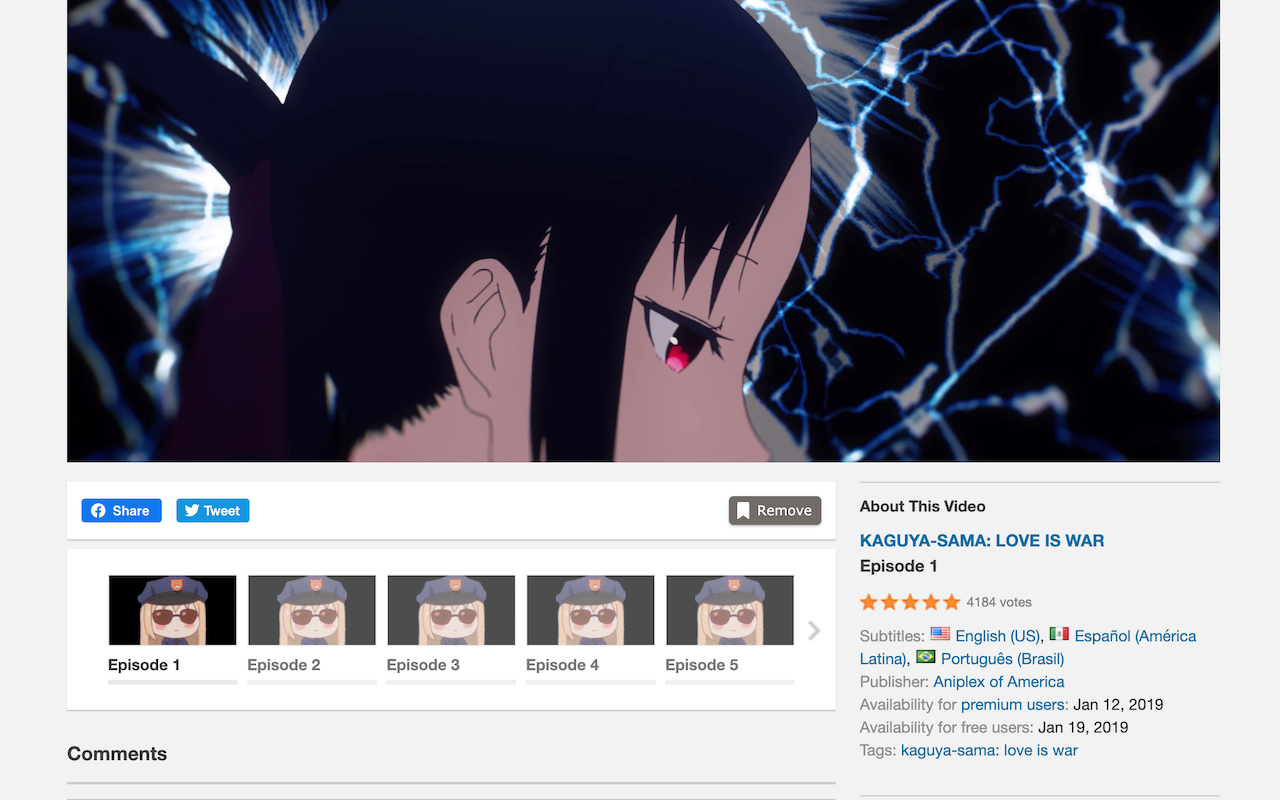 Share
Tweet
Remove
Episode 1
Episode 2
Episode 3
Episode 4
Episode 5
Comments
About This Video
KAGUYA-SAMA: LOVE IS WAR
Episode 1
4184 votes
Subtitles: English (US), Español (América
Latina), Português (Brasil)
Publisher: Aniplex of America
Availability for premium users: Jan 12, 2019
Availability for free users: Jan 19, 2019
Tags: kaguya-sama: love is war